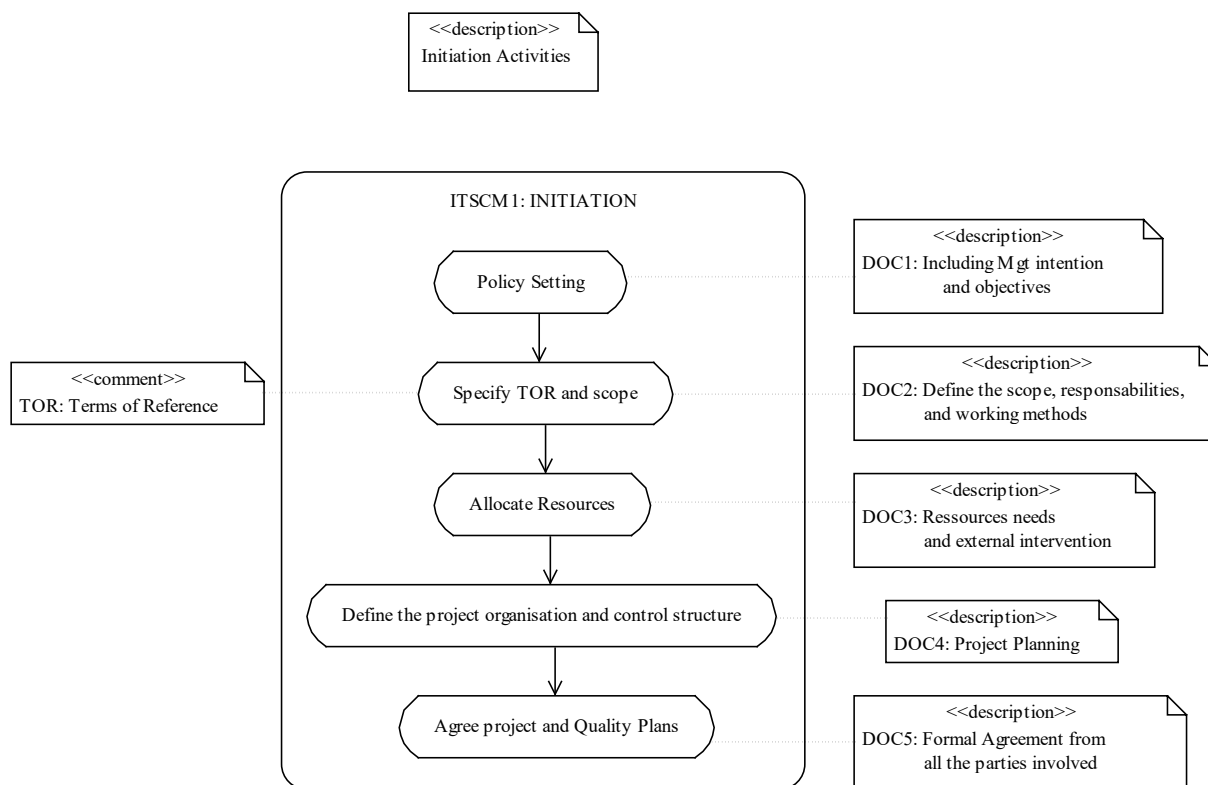 <<description>>
Initiation Activities
ITSCM1: INITIATION
Policy Setting
<<description>>
DOC1: Including Mgt intention
and objectives
<<comment>>
TOR: Terms of Reference
Specify TOR and scope
<<description>>
DOC2: Define the scope, responsabilities,
and working methods
Allocate Resources
<<description>>
DOC3: Ressources needs
and external intervention
Define the project organisation and control structure
<<description>>
DOC4: Project Planning
Agree project and Quality Plans
<<description>>
DOC5: Formal Agreement from
all the parties involved